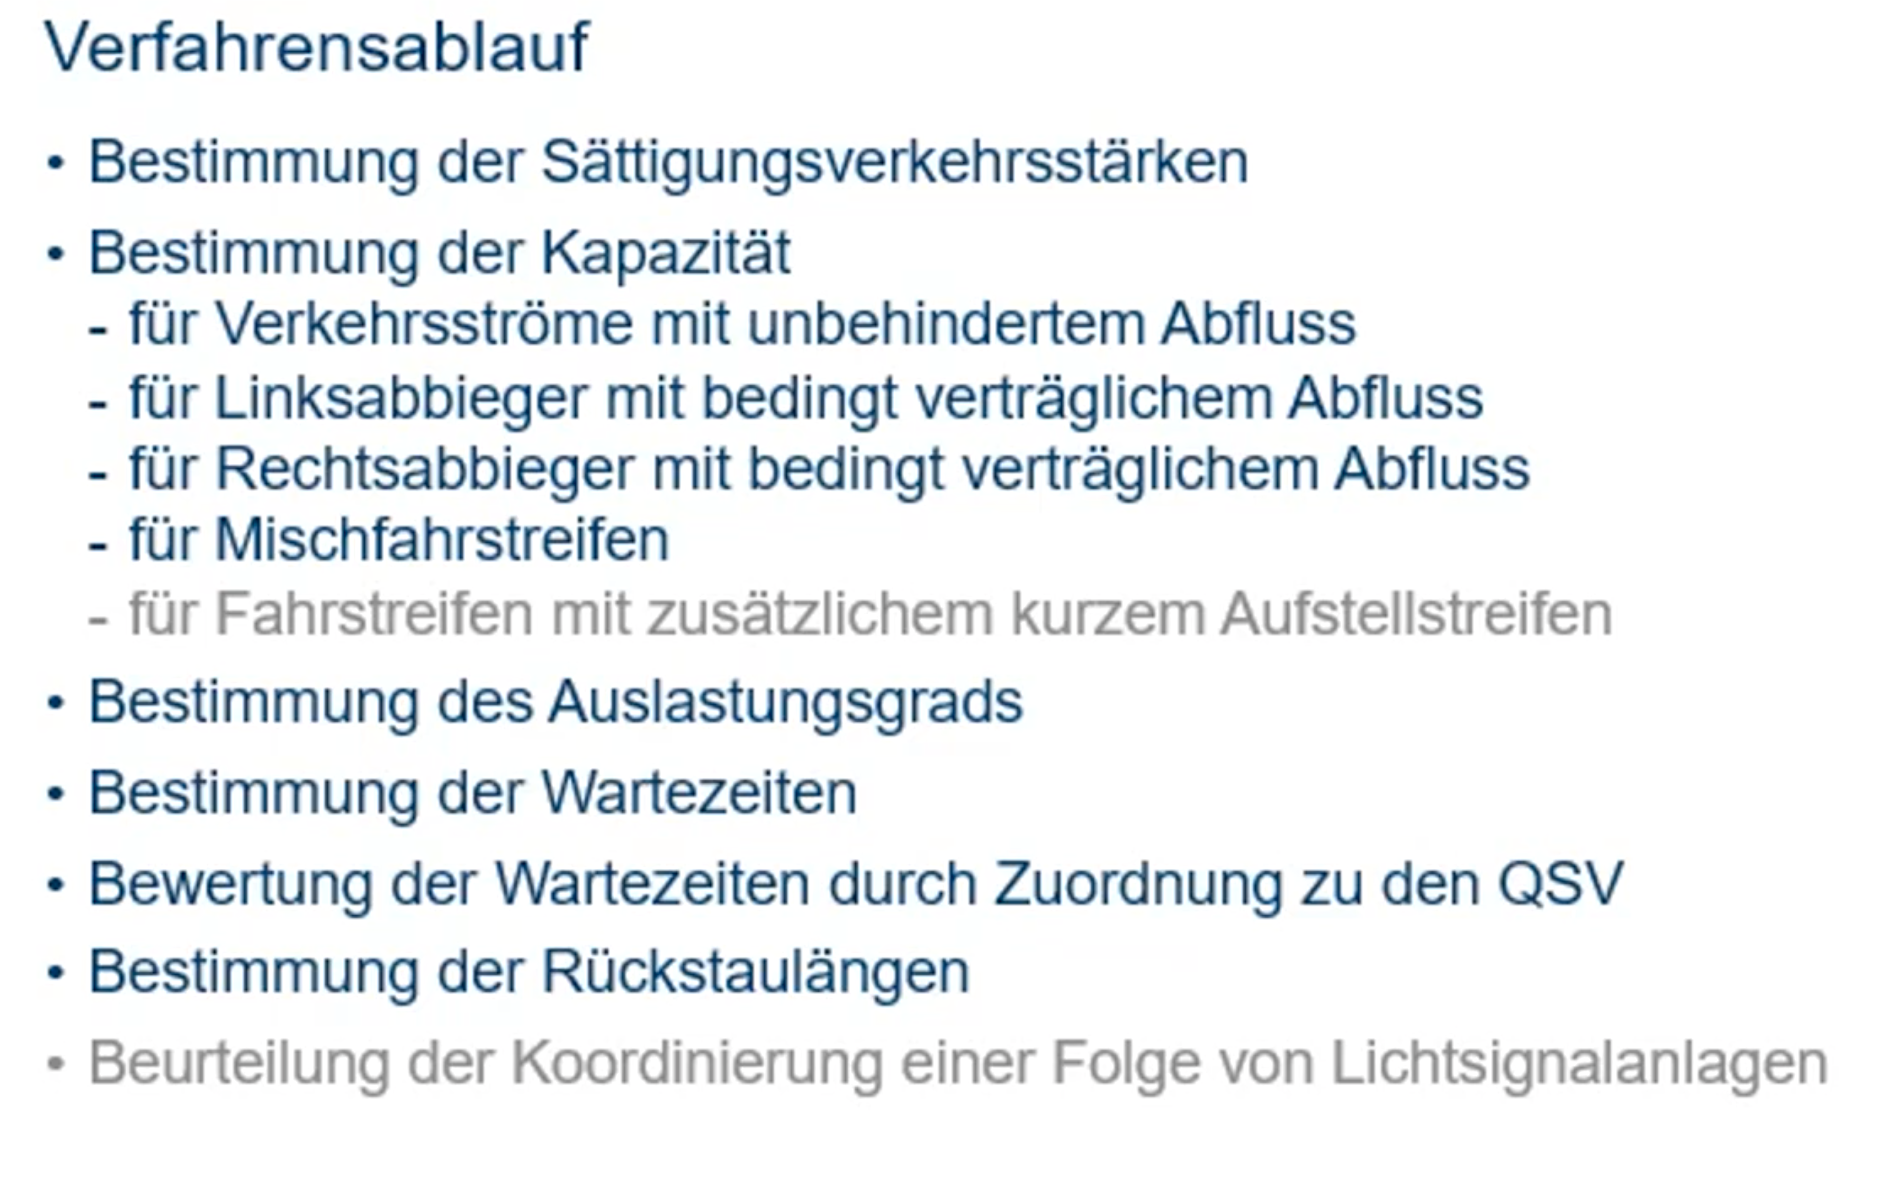 Verfahrensablauf
• Bestimmung der Sättigungsverkehrsstärken
• Bestimmung der Kapazität
- für Verkehrsströme mit unbehindertem Abfluss
- für Linksabbieger mit bedingt verträglichem Abfluss
- für Rechtsabbieger mit bedingt verträglichem Abfluss
- für Mischfahrstreifen
- für Fahrstreifen mit zusätzlichem kurzem Aufstellstreifen
• Bestimmung des Auslastungsgrads
• Bestimmung der Wartezeiten
• Bewertung der Wartezeiten durch Zuordnung zu den QSV
• Bestimmung der Rückstaulängen
• Beurteilung der Koordinierung einer Folge von Lichtsignalanlagen